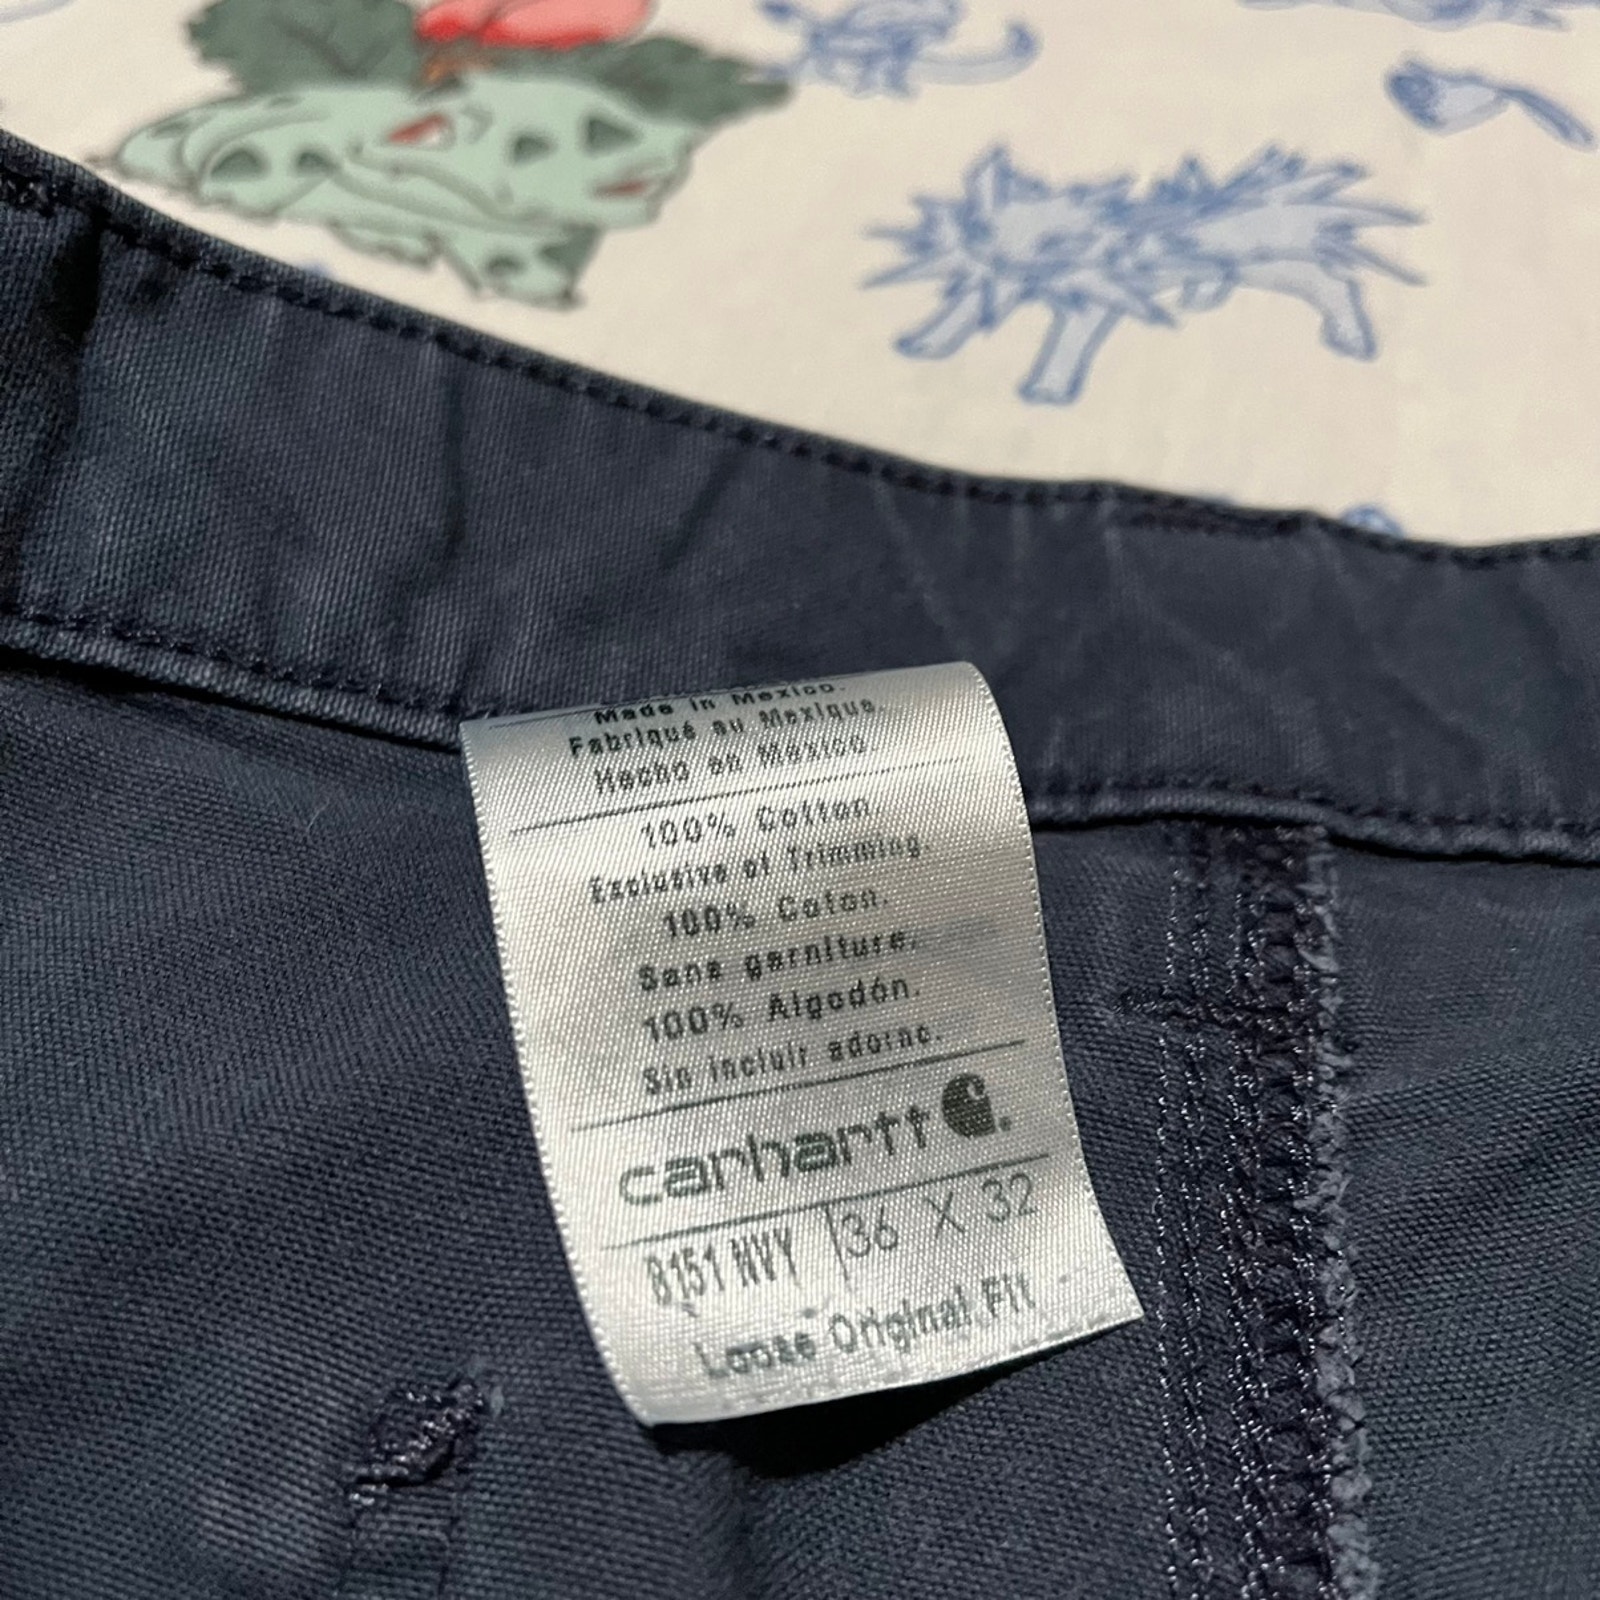 Made in Mexico.
Fabriqué au Mexique.
Hecho en Mexico.
100% Cotton
Exclusive of Trimming.
100% Coton.
Sans garniture.
100% Algodón.
Sin incluir adorno.
carhartt
B151 NVY 36 X 32
Loose Original Fit